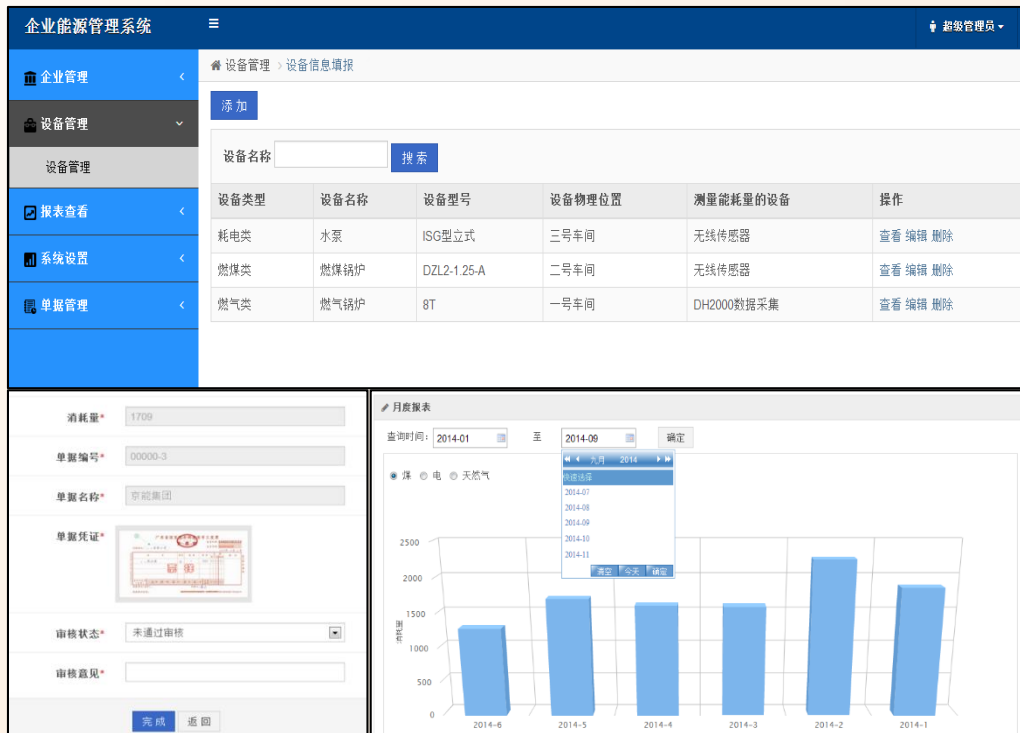 企业能源管理系统
超级管理员
企业管理
设备管理
设备管理
报表查看
系统设置
单据管理
设备管理 > 设备信息填报
添加
设备名称 搜索
设备类型 设备名称 设备型号 设备物理位置 测量能耗量的设备 操作
耗电类 水泵 ISG型立式 三号车间 无线传感器 查看 编辑 删除
燃煤类 燃煤锅炉 DZL2-1.25-A 二号车间 无线传感器 查看 编辑 删除
燃气类 燃气锅炉 8T 一号车间 DH2000数据采集 查看 编辑 删除
消耗量* 1709
单据编号* 00000-3
单据名称* 京能集团
单据凭证*
审核状态* 未通过审核
审核意见*
完成 返回
月度报表
查询时间: 2014-01 至 2014-09 确定
煤 电 天然气
九月 2014
快速选择
2014-07
2014-08
2014-09
2014-10
2014-11
清空 今天 确定
消耗量
2500
2000
1500
1000
500
0
2014-6 2014-5 2014-4 2014-3 2014-2 2014-1